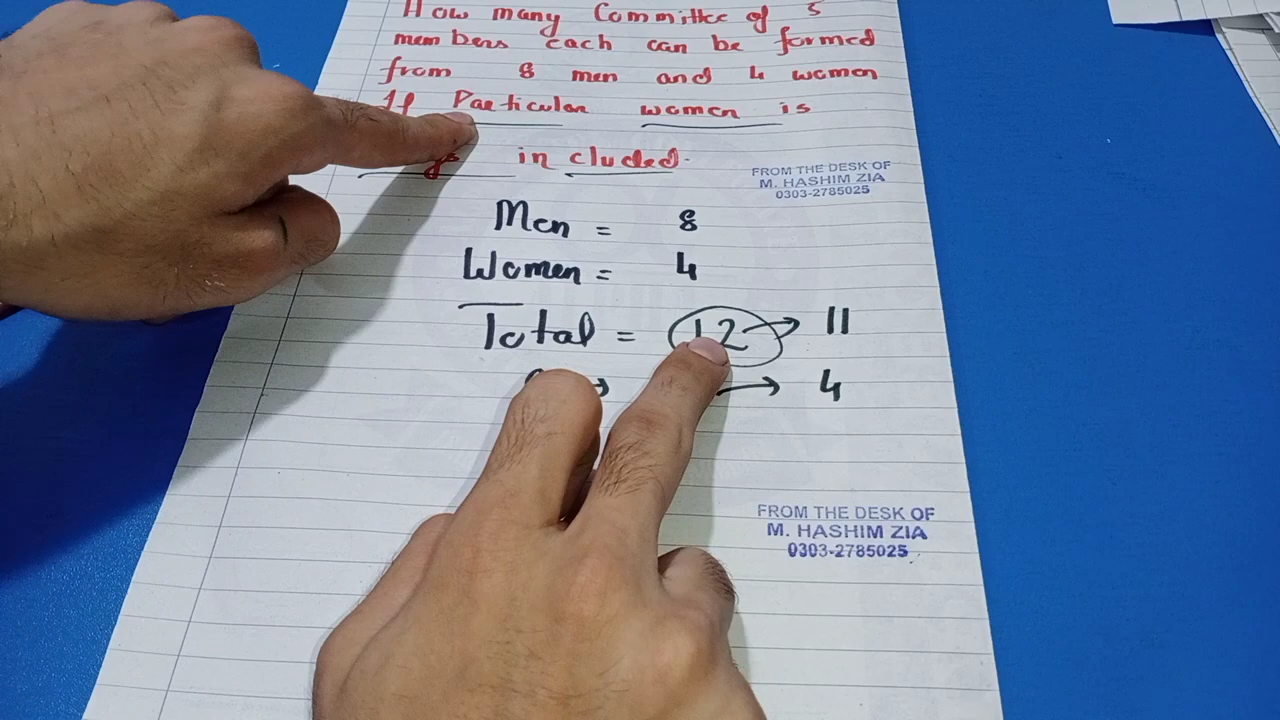 How many Committee of 5
members each can be formed
from 8 men and 4 women
If Particular women is
in cluded.
FROM THE DESK OF
M. HASHIM ZIA
0303-2785025
Men = 8
Women = 4
Total = 12 → 11
→ 4
FROM THE DESK OF
M. HASHIM ZIA
0303-2785025